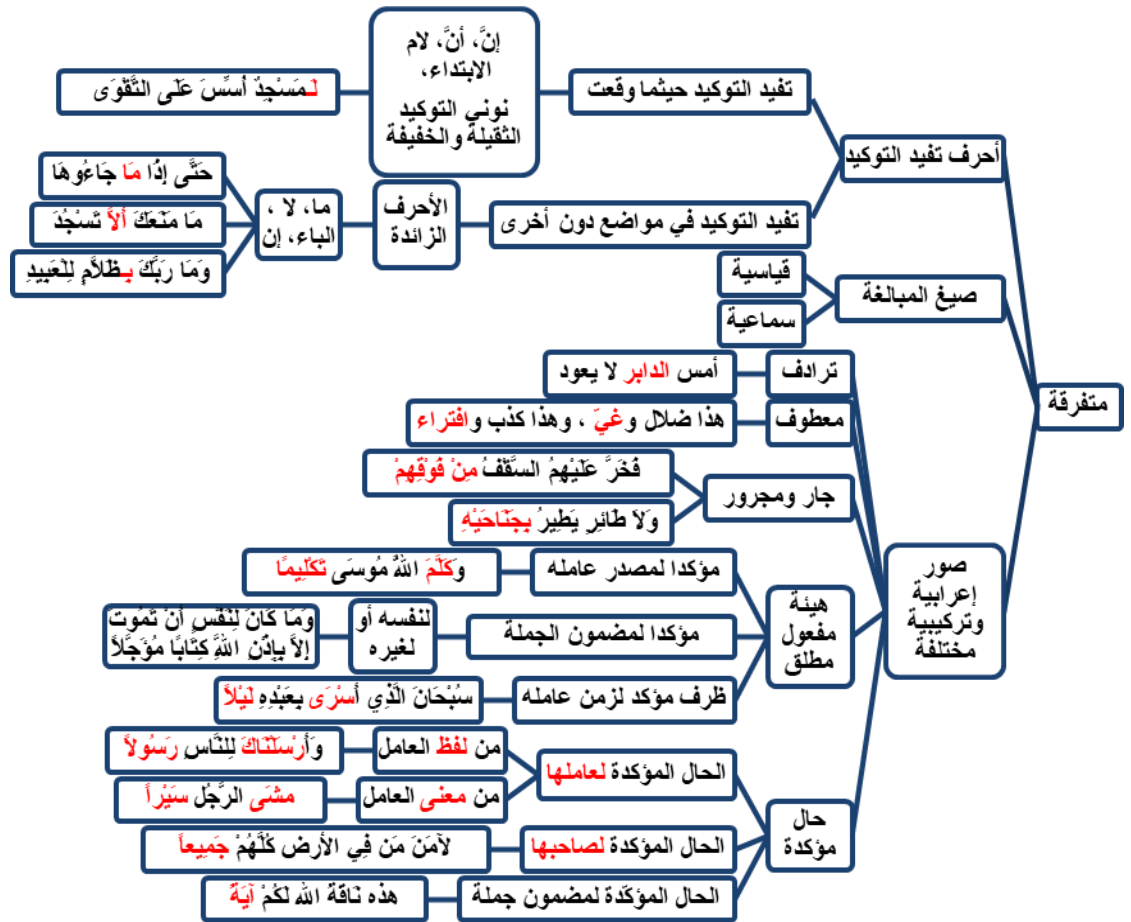 متفرقة
أحرف تفيد التوكيد
تفيد التوكيد حيثما وقعت
إنَّ، أنَّ، لام
الابتداء،
نوني التوكيد
الثقيلة والخفيفة
لَـمَسْجِدٌ أُسِّسَ عَلَى التَّقْوَى
تفيد التوكيد في مواضع دون أخرى
الأحرف
الزائدة
ما، لا ،
الباء، إن
حَتَّى إِذَا مَا جَاءُوهَا
مَا مَنَعَكَ أَلاَّ تَسْجُدَ
وَمَا رَبُّكَ بِـظَلاَّمٍ لِلْعَبِيدِ
صيغ المبالغة
قياسية
سماعية
صور
إعرابية
وتركيبية
مختلفة
ترادف
أمس الدابر لا يعود
معطوف
هذا ضلال وغيّ ، وهذا كذب وافتراء
جار ومجرور
فَخَرَّ عَلَيْهِمُ السَّقْفُ مِنْ فَوْقِهِمْ
وَلاَ طَائِرٍ يَطِيرُ بِجَنَاحَيْهِ
هيئة
مفعول
مطلق
مؤكدا لمصدر عامله
وَكَلَّمَ اللهُ مُوسَى تَكْلِيمًا
مؤكدا لمضمون الجملة
لنفسه أو
لغيره
وَمَا كَانَ لِنَفْسٍ أَنْ تَمُوتَ
إِلاَّ بِإِذْنِ اللهِ كِتَابًا مُؤَجَّلاً
ظرف مؤكد لزمن عامله
سُبْحَانَ الَّذِي أَسْرَى بِعَبْدِهِ لَيْلاً
حال
مؤكدة
الحال المؤكدة لعاملها
من لفظ العامل
وَأَرْسَلْنَاكَ لِلنَّاسِ رَسُولاً
من معنى العامل
مشَى الرَّجُل سَيْراً
الحال المؤكدة لصاحبها
لآمَنَ مَن فِي الأرض كُلُّهُمْ جَمِيعاً
الحال المؤكّدة لمضمون جملة
هذه نَاقة الله لَكُمْ آيَةً